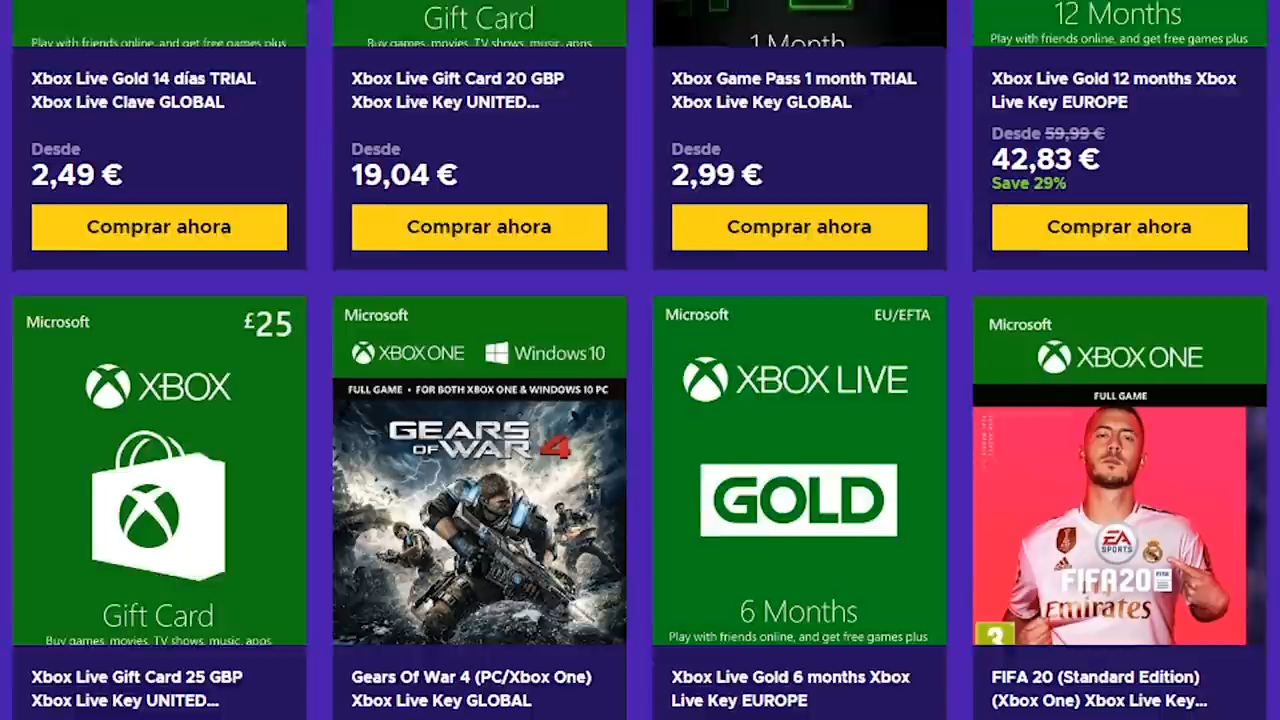 Gift Card
12 Months
Play with friends online, and get free games plus
Buy games, movies, TV shows, music, apps
1 Month
Play with friends online, and get free games plus
Xbox Live Gold 14 días TRIAL
Xbox Live Clave GLOBAL
Desde
2,49 €
Comprar ahora
Xbox Live Gift Card 20 GBP
Xbox Live Key UNITED...
Desde
19,04 €
Comprar ahora
Xbox Game Pass 1 month TRIAL
Xbox Live Key GLOBAL
Desde
2,99 €
Comprar ahora
Xbox Live Gold 12 months Xbox
Live Key EUROPE
Desde 59,99 €
42,83 €
Save 29%
Comprar ahora
Microsoft £25
XBOX
Gift Card
Buy games, movies, TV shows, music, apps
Xbox Live Gift Card 25 GBP
Xbox Live Key UNITED...
Microsoft
XBOX ONE Windows 10
FULL GAME • FOR BOTH XBOX ONE & WINDOWS 10 PC
GEARS
OF WAR 4
Gears Of War 4 (PC/Xbox One)
Xbox Live Key GLOBAL
Microsoft EU/EFTA
XBOX LIVE
GOLD
6 Months
Play with friends online, and get free games plus
Xbox Live Gold 6 months Xbox
Live Key EUROPE
Microsoft
XBOX ONE
FULL GAME
EA
SPORTS
FIFA 20
Emirates
3
FIFA 20 (Standard Edition)
(Xbox One) Xbox Live Key...